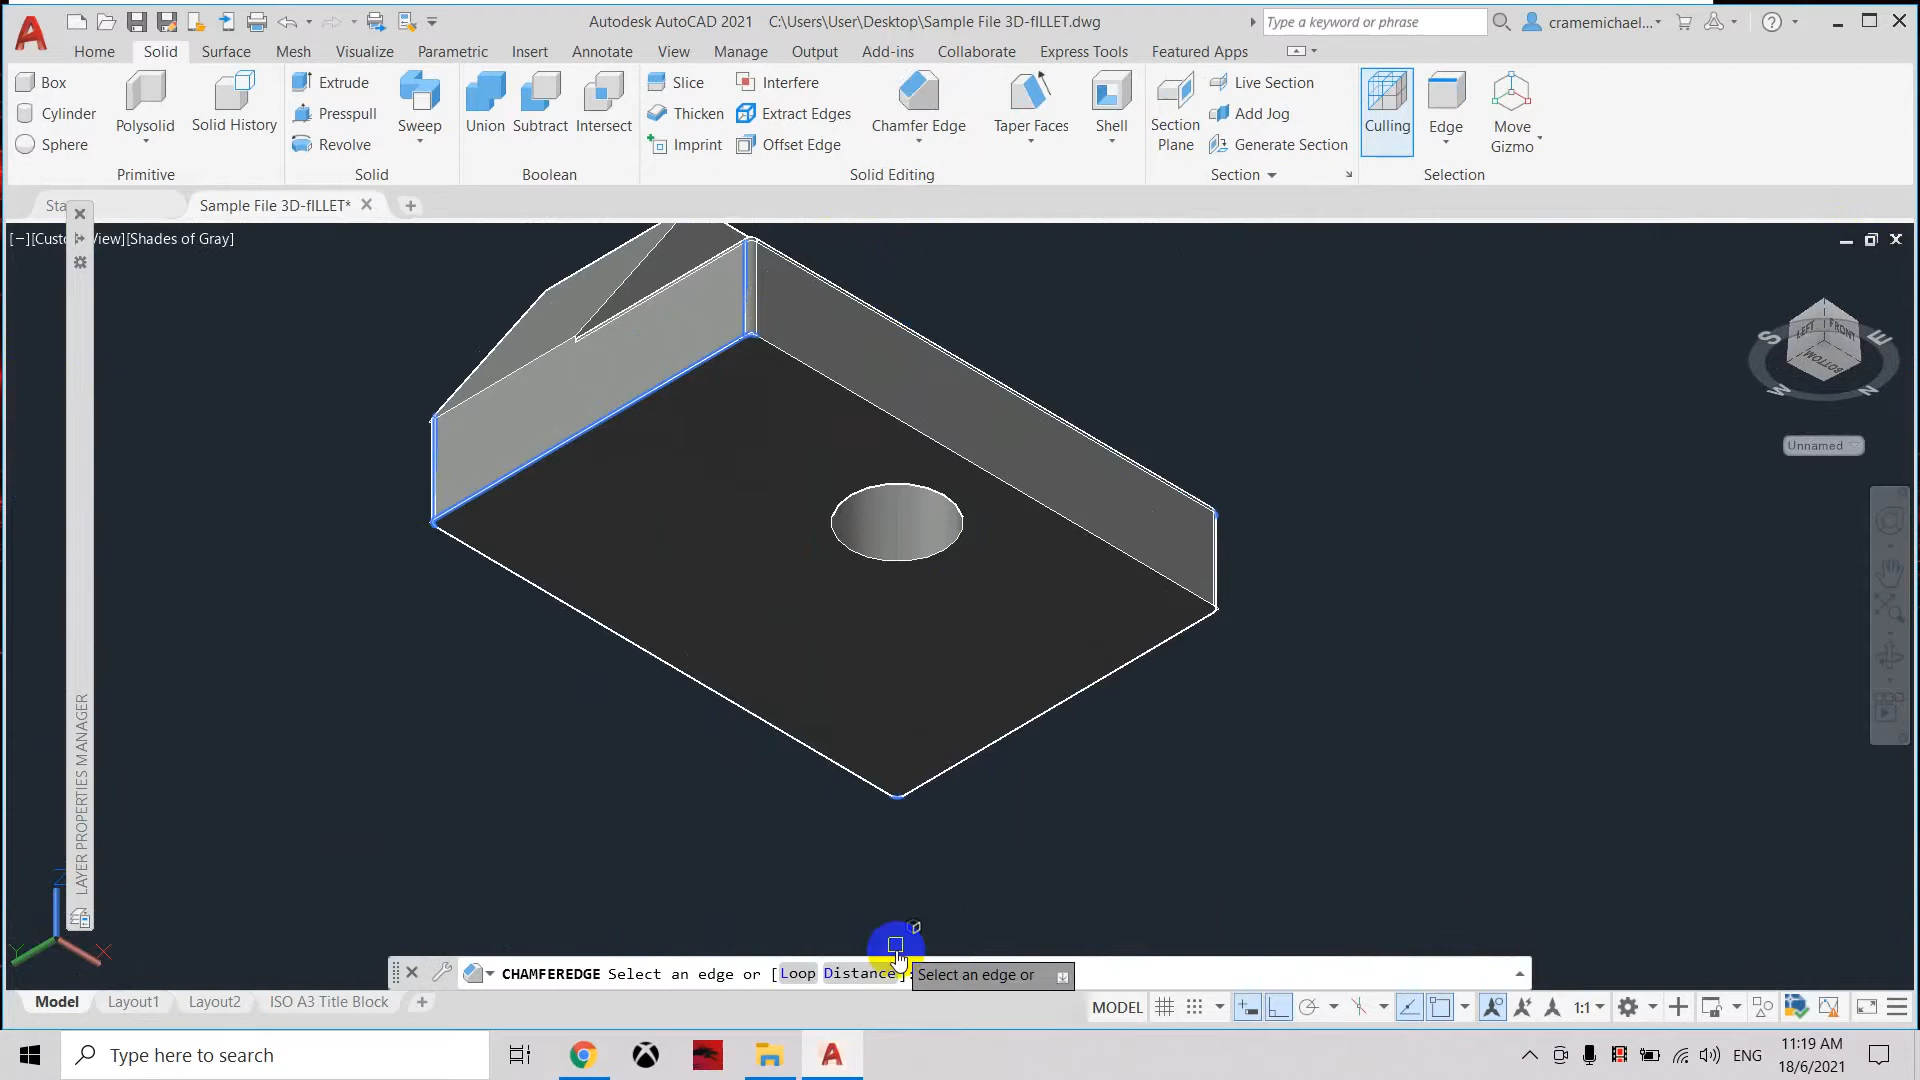 Autodesk AutoCAD 2021 C:\Users\User\Desktop\Sample File 3D-fILLET.dwg
Type a keyword or phrase
cramemichael...
Home Solid Surface Mesh Visualize Parametric Insert Annotate View Manage Output Add-ins Collaborate Express Tools Featured Apps
Box
Cylinder
Sphere
Polysolid
Solid History
Primitive
Extrude
Presspull
Revolve
Sweep
Solid
Union
Subtract
Intersect
Boolean
Slice
Thicken
Imprint
Interfere
Extract Edges
Offset Edge
Chamfer Edge
Taper Faces
Shell
Solid Editing
Section
Plane
Live Section
Add Jog
Generate Section
Section
Culling
Edge
Move
Gizmo
Selection
Sta
Sample File 3D-fILLET*
[−][Custo View][Shades of Gray]
LEFT
FRONT
BOTTOM
S
E
W
N
Unnamed
LAYER PROPERTIES MANAGER
Z
Y
X
CHAMFEREDGE Select an edge or [Loop Distance]:
Select an edge or
Model Layout1 Layout2 ISO A3 Title Block
MODEL
1:1
Type here to search
ENG
11:19 AM
18/6/2021